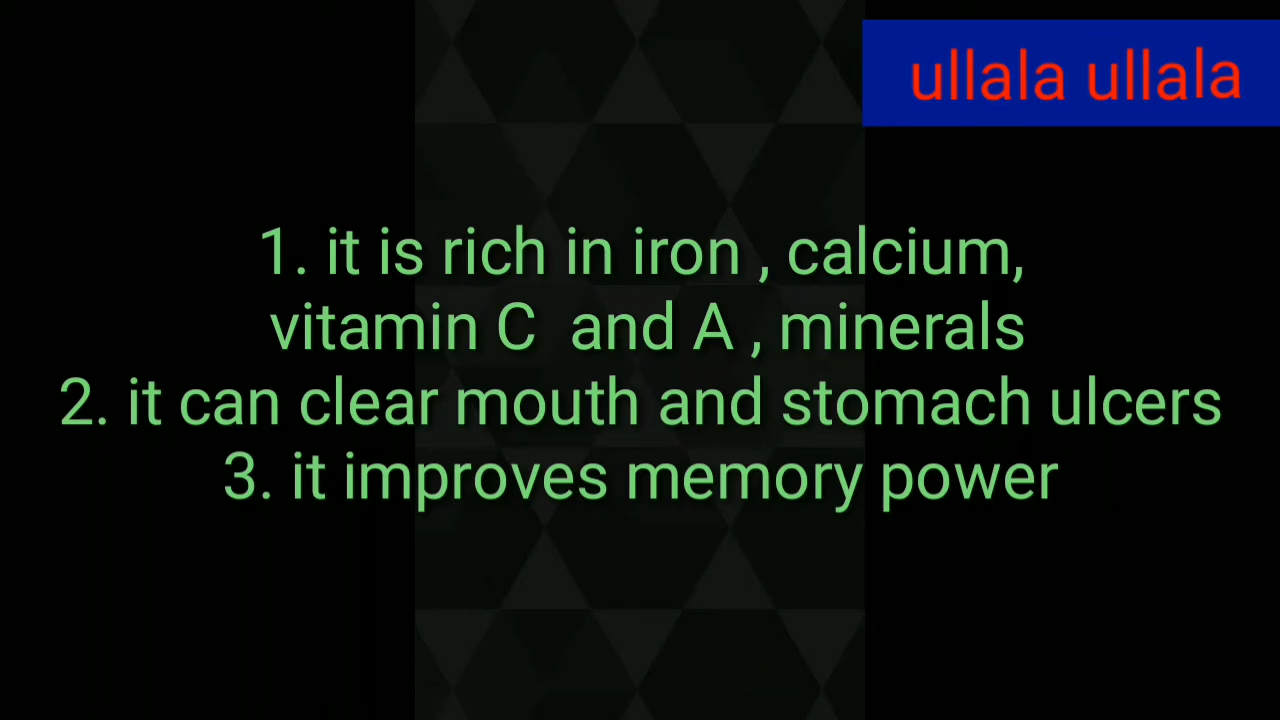 ullala ullala
1. it is rich in iron , calcium,
vitamin C  and A , minerals
2. it can clear mouth and stomach ulcers
3. it improves memory power